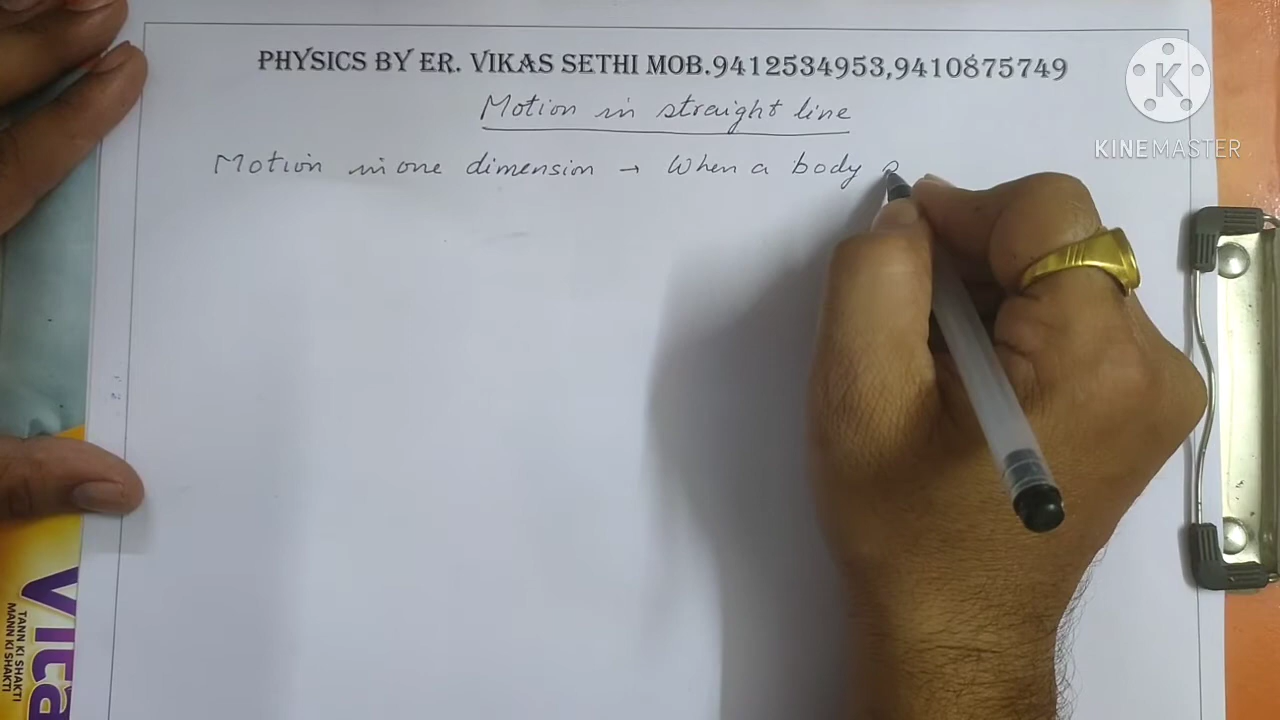 PHYSICS BY ER. VIKAS SETHI MOB.9412534953,9410875749
Motion in straight line
Motion in one dimension → When a body
K
KINEMASTER
Vita
TANN KI SHAKTI
MANN KI SHAKTI